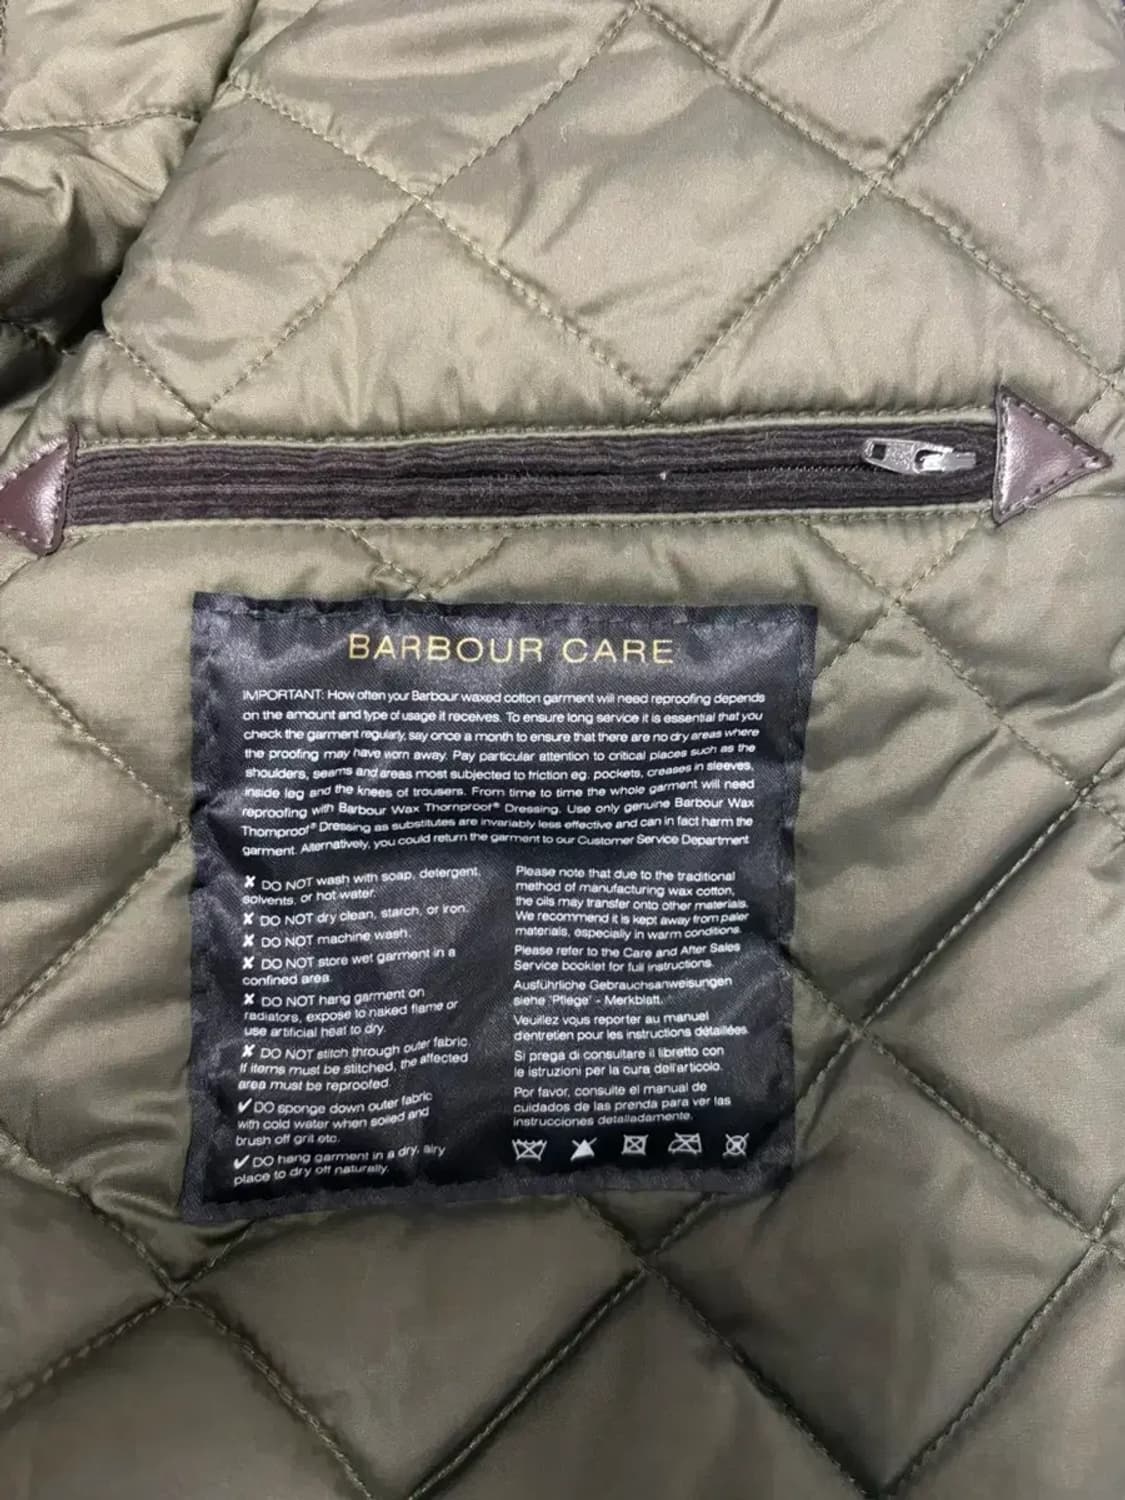 BARBOUR CARE
IMPORTANT: How often your Barbour waxed cotton garment will need reproofing depends
on the amount and type of usage it receives. To ensure long service it is essential that you
check the garment regularly, say once a month to ensure that there are no dry areas where
the proofing may have worn away. Pay particular attention to critical places such as the
shoulders, seams and areas most subjected to friction eg. pockets, creases in sleeves,
inside leg and the knees of trousers. From time to time the whole garment will need
reproofing with Barbour Wax Thornproof® Dressing. Use only genuine Barbour Wax
Thornproof® Dressing as substitutes are invariably less effective and can in fact harm the
garment. Alternatively, you could return the garment to our Customer Service Department
✘ DO NOT wash with soap, detergent,
solvents, or hot water.
✘ DO NOT dry clean, starch, or iron.
✘ DO NOT machine wash.
✘ DO NOT store wet garment in a
confined area.
✘ DO NOT hang garment on
radiators, expose to naked flame or
use artificial heat to dry.
✘ DO NOT stitch through outer fabric.
If items must be stitched, the affected
area must be reproofed.
✔ DO sponge down outer fabric
with cold water when soiled and
brush off grit etc.
✔ DO hang garment in a dry, airy
place to dry off naturally.
Please note that due to the traditional
method of manufacturing wax cotton,
the oils may transfer onto other materials.
We recommend it is kept away from paler
materials, especially in warm conditions.
Please refer to the Care and After Sales
Service booklet for full instructions.
Ausführliche Gebrauchsanweisungen
siehe 'Pflege' - Merkblatt.
Veuillez vous reporter au manuel
d'entretien pour les instructions détaillées.
Si prega di consultare il libretto con
le istruzioni per la cura dell'articolo.
Por favor, consulte el manual de
cuidados de las prenda para ver las
instrucciones detalladamente.